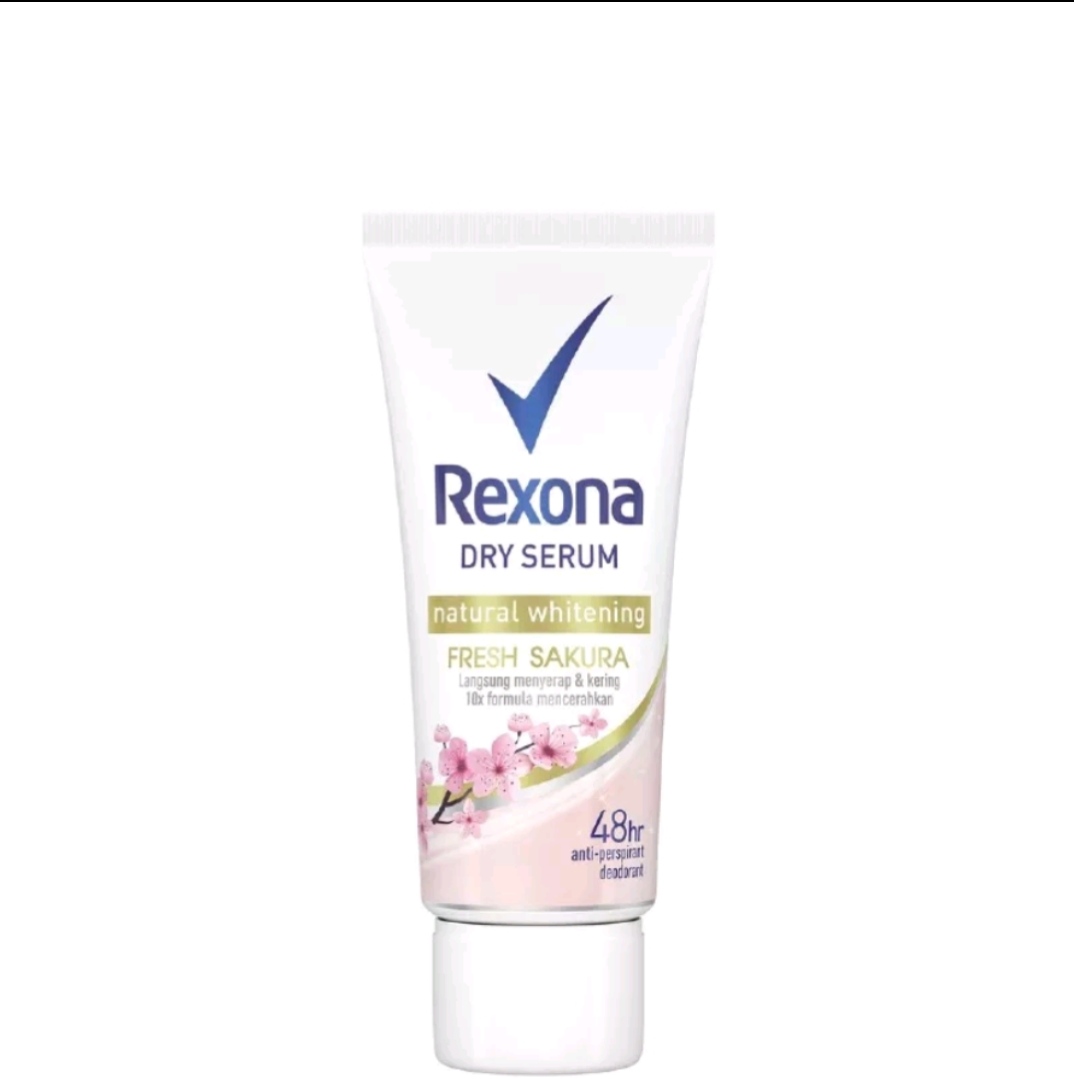 Rexona
DRY SERUM
natural whitening
FRESH SAKURA
Langsung menyerap & kering
10x formula mencerahkan
48hr
anti-perspirant
deodorant